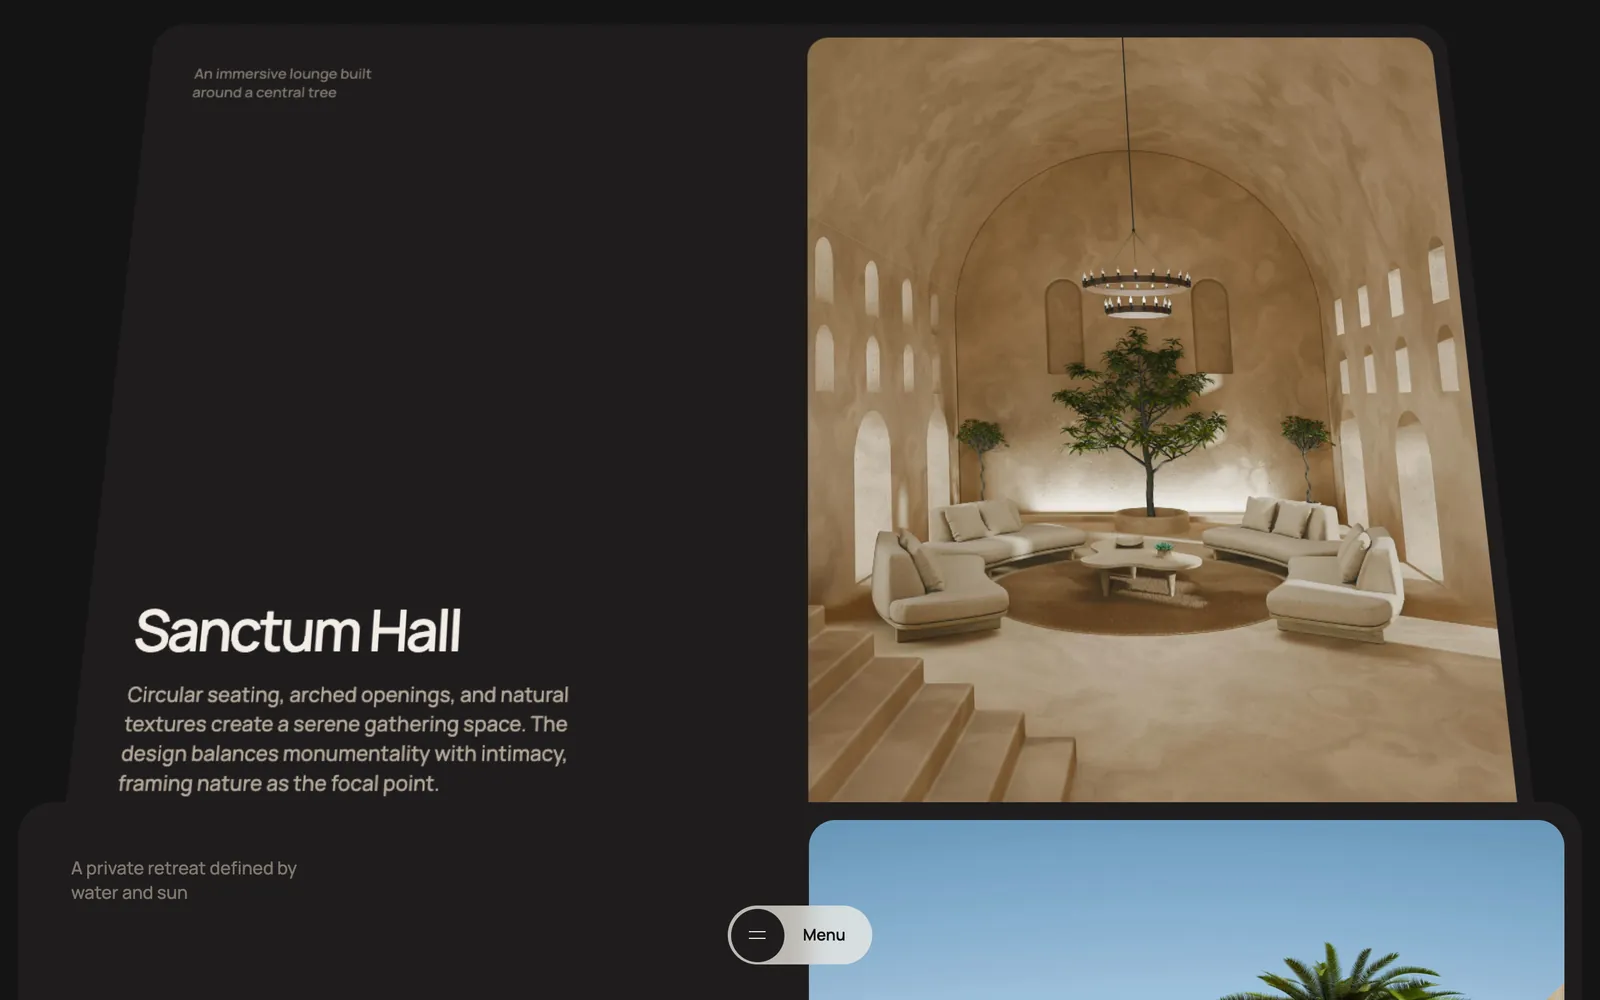 An immersive lounge built
around a central tree
Sanctum Hall
Circular seating, arched openings, and natural
textures create a serene gathering space. The
design balances monumentality with intimacy,
framing nature as the focal point.
A private retreat defined by
water and sun
Menu